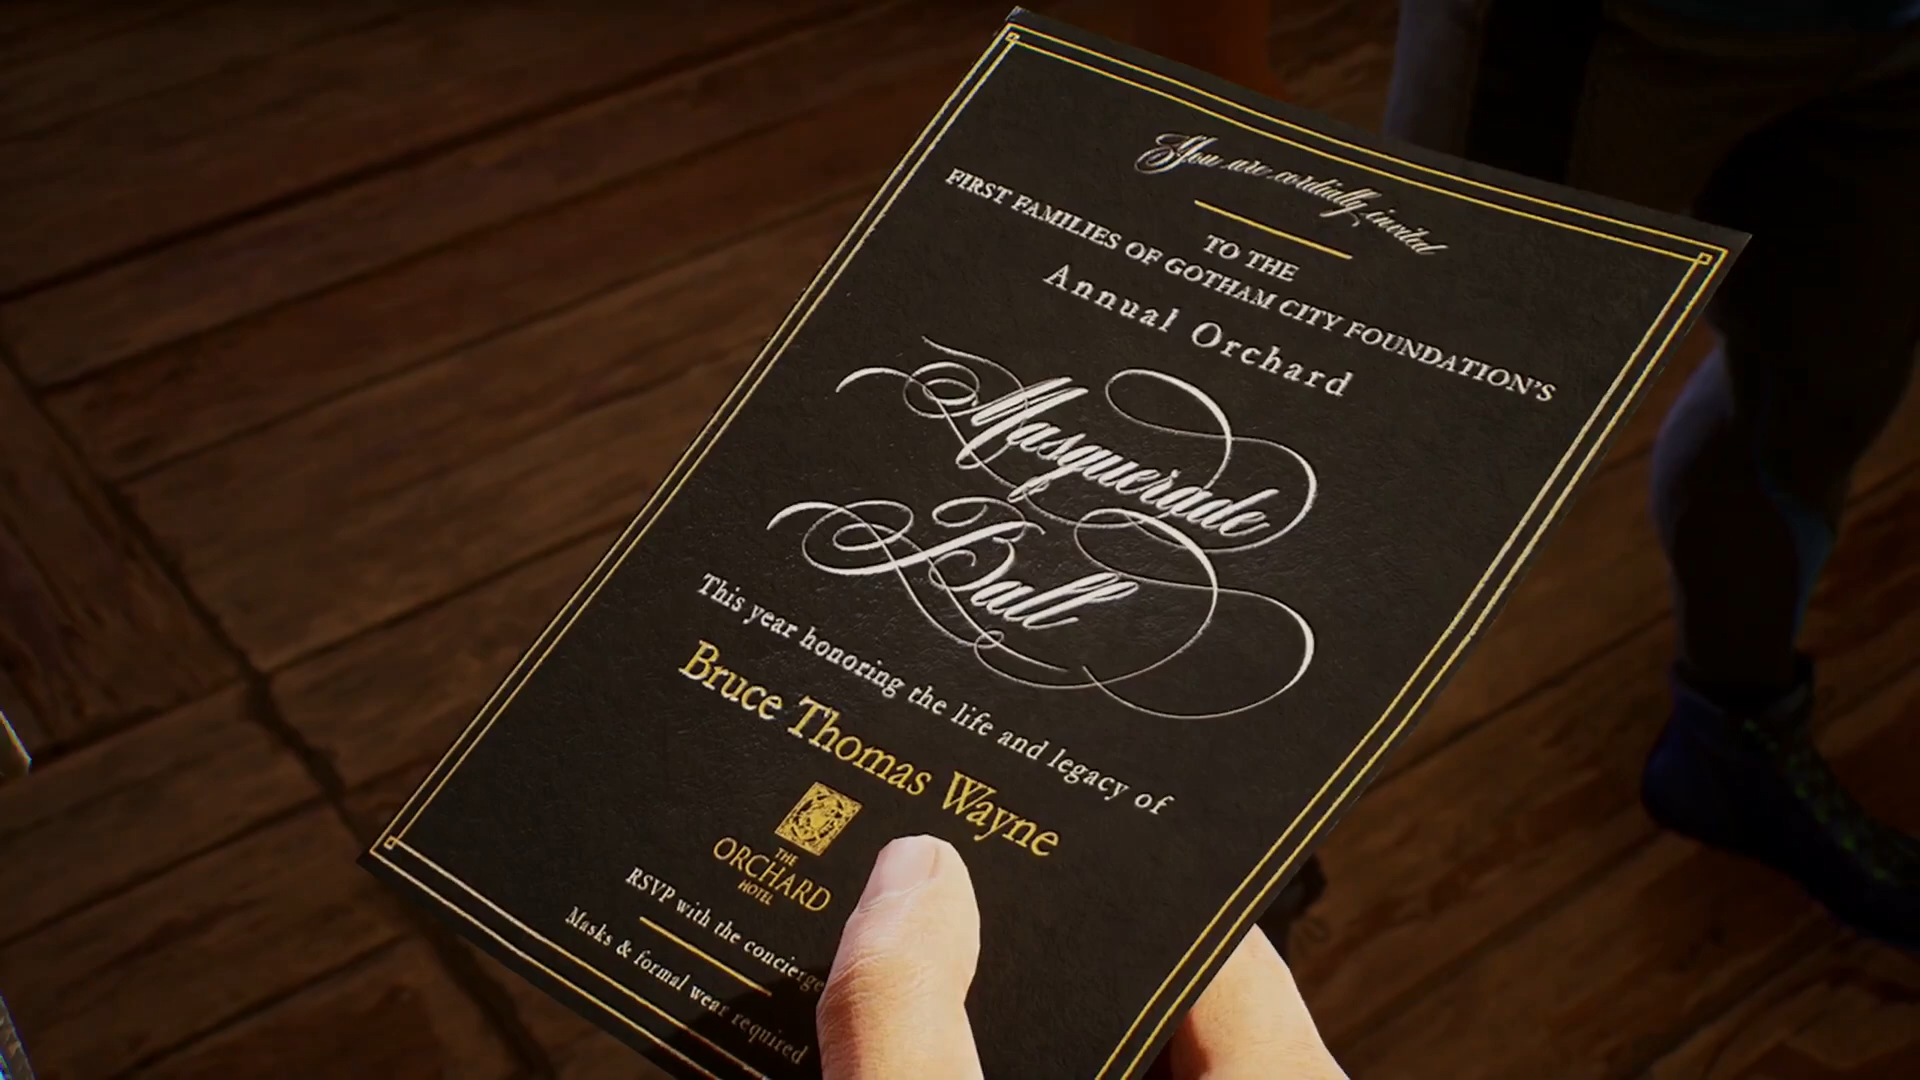 You are cordially invited
TO THE
FIRST FAMILIES OF GOTHAM CITY FOUNDATION'S
Annual Orchard
Masquerade
Ball
This year honoring the life and legacy of
Bruce Thomas Wayne
THE
ORCHARD
HOTEL
RSVP with the concierge
Masks & formal wear required